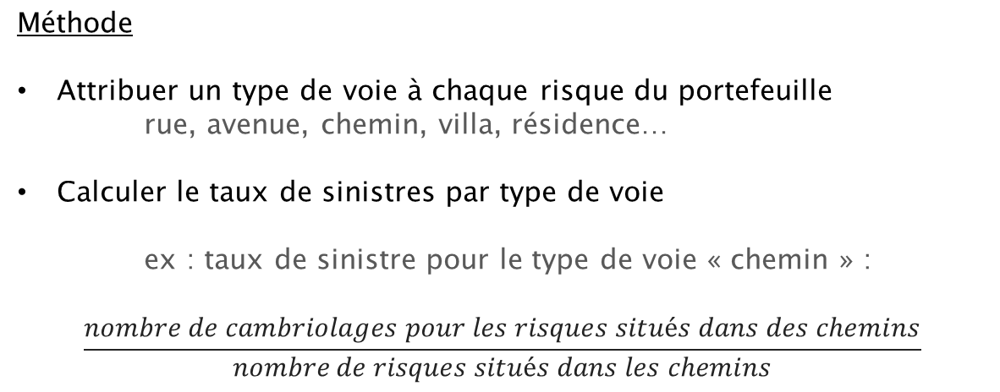 Méthode
• Attribuer un type de voie à chaque risque du portefeuille
rue, avenue, chemin, villa, résidence…
• Calculer le taux de sinistres par type de voie
ex : taux de sinistre pour le type de voie « chemin » :
nombre de cambriolages pour les risques situés dans des chemins
nombre de risques situés dans les chemins